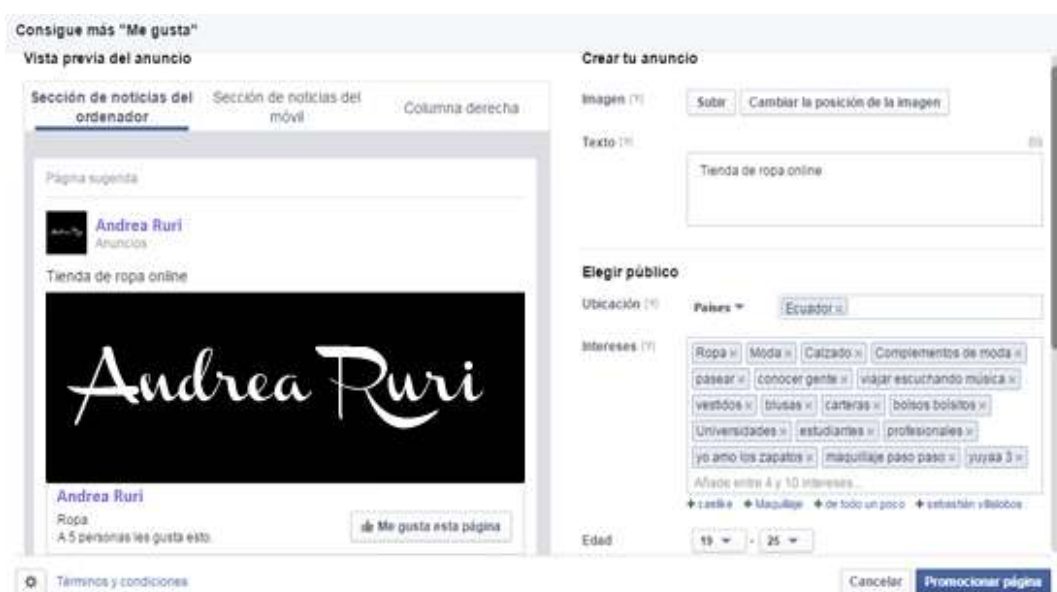 Consigue más "Me gusta"
Vista previa del anuncio
Sección de noticias del ordenador
Sección de noticias del móvil
Columna derecha
Página sugerida
Andrea Ruri
Anuncios
Tienda de ropa online
Andrea Ruri
Andrea Ruri
Ropa
A 5 personas les gusta esto.
Me gusta esta página
Crear tu anuncio
Imagen [?]
Subir
Cambiar la posición de la imagen
Texto [?]
Tienda de ropa online
Elegir público
Ubicación [?]
Países
Ecuador ×
Intereses [?]
Ropa × Moda × Calzado × Complementos de moda ×
pasear × conocer gente × viajar escuchando música ×
vestidos × blusas × carteras × bolsos bolsitos ×
Universidades × estudiantes × profesionales ×
yo amo los zapatos × maquillaje paso paso × yuyaa 3 ×
Añade entre 4 y 10 intereses...
+ Maquillaje + de todo un poco + sebastián villalobos
Edad
19 - 25
Términos y condiciones
Cancelar
Promocionar página